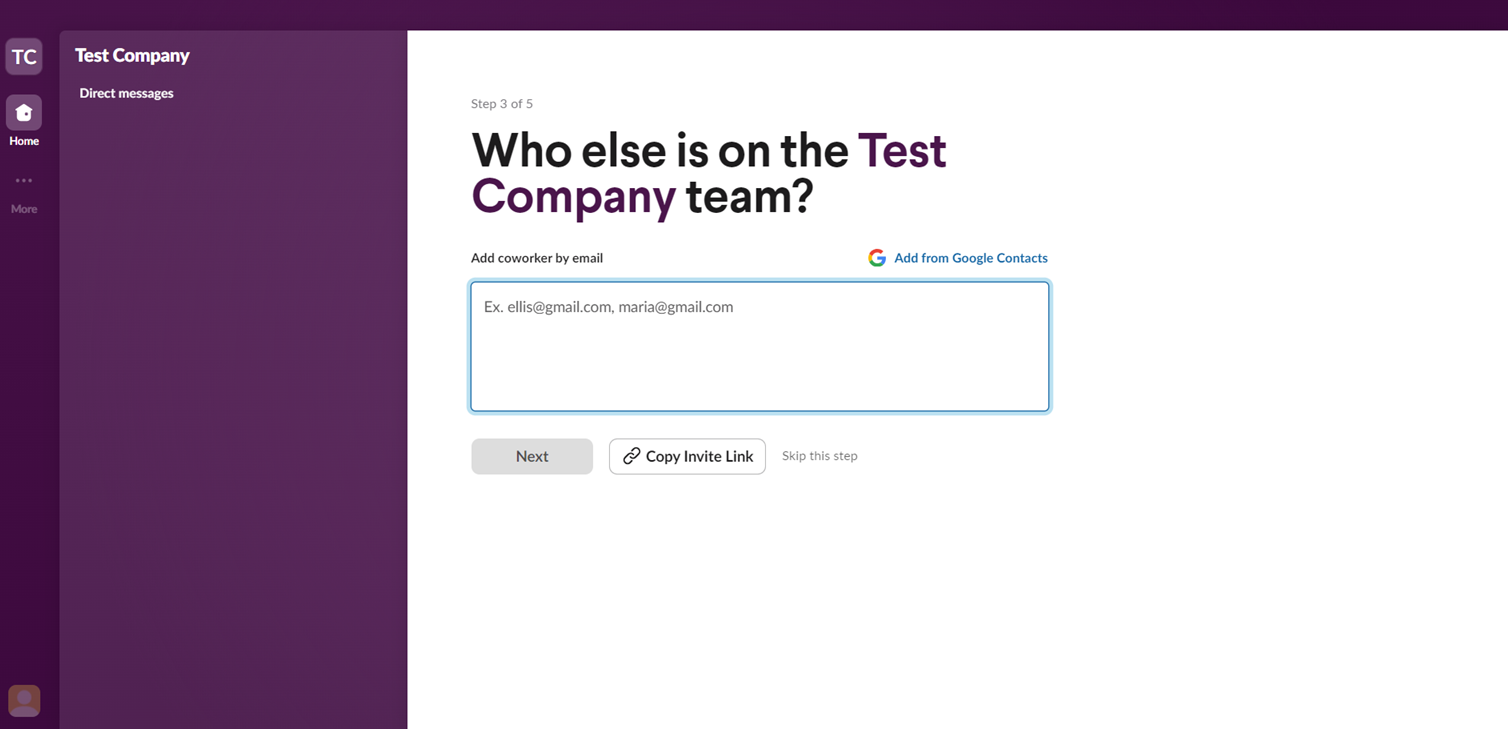 TC
Home
More
Test Company
Direct messages
Step 3 of 5
Who else is on the Test
Company team?
Add coworker by email
Add from Google Contacts
Ex. ellis@gmail.com, maria@gmail.com
Next
Copy Invite Link
Skip this step